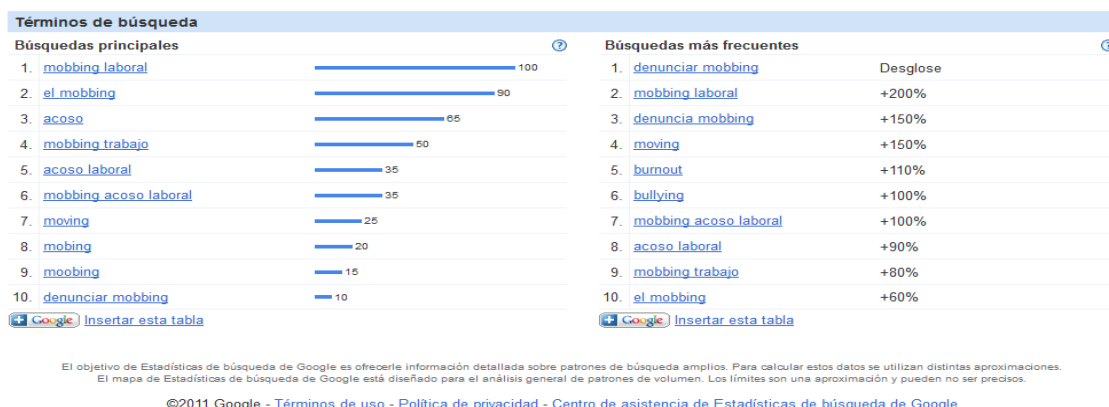 Términos de búsqueda
Búsquedas principales
1. mobbing laboral 100
2. el mobbing 90
3. acoso 65
4. mobbing trabajo 50
5. acoso laboral 35
6. mobbing acoso laboral 35
7. moving 25
8. mobing 20
9. moobing 15
10. denunciar mobbing 10
Google Insertar esta tabla
Búsquedas más frecuentes
1. denunciar mobbing Desglose
2. mobbing laboral +200%
3. denuncia mobbing +150%
4. moving +150%
5. burnout +110%
6. bullying +100%
7. mobbing acoso laboral +100%
8. acoso laboral +90%
9. mobbing trabajo +80%
10. el mobbing +60%
Google Insertar esta tabla
El objetivo de Estadísticas de búsqueda de Google es ofrecerle información detallada sobre patrones de búsqueda amplios. Para calcular estos datos se utilizan distintas aproximaciones.
El mapa de Estadísticas de búsqueda de Google está diseñado para el análisis general de patrones de volumen. Los límites son una aproximación y pueden no ser precisos.
©2011 Google - Términos de uso - Política de privacidad - Centro de asistencia de Estadísticas de búsqueda de Google